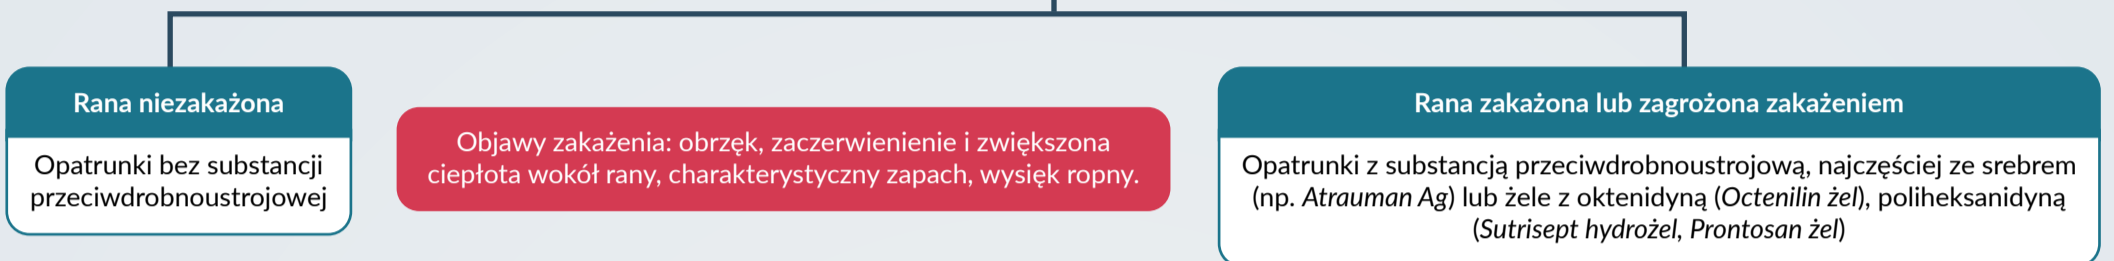 Rana niezakażona
Opatrunki bez substancji
przeciwdrobnoustrojowej
Objawy zakażenia: obrzęk, zaczerwienienie i zwiększona
ciepłota wokół rany, charakterystyczny zapach, wysięk ropny.
Rana zakażona lub zagrożona zakażeniem
Opatrunki z substancją przeciwdrobnoustrojową, najczęściej ze srebrem
(np. Atrauman Ag) lub żele z oktenidyną (Octenilin żel), poliheksanidyną
(Sutrisept hydrożel, Prontosan żel)